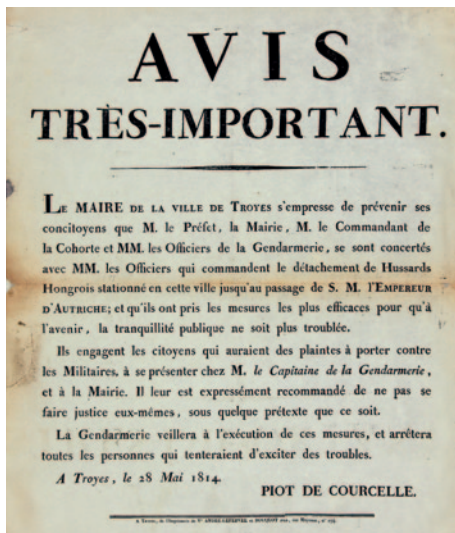 AVIS
TRÈS-IMPORTANT.
LE MAIRE DE LA VILLE DE TROYES s'empresse de prévenir ses
concitoyens que M. le Préfet, la Mairie, M. le Commandant de
la Cohorte et MM. les Officiers de la Gendarmerie, se sont concertés
avec MM. les Officiers qui commandent le détachement de Hussards
Hongrois stationné en cette ville jusqu'au passage de S. M. l'EMPEREUR
D'AUTRICHE; et qu'ils ont pris les mesures les plus efficaces pour qu'à
l'avenir, la tranquillité publique ne soit plus troublée.
Ils engagent les citoyens qui auraient des plaintes à porter contre
les Militaires, à se présenter chez M. le Capitaine de la Gendarmerie,
et à la Mairie. Il leur est expressément recommandé de ne pas se
faire justice eux-mêmes, sous quelque prétexte que ce soit.
La Gendarmerie veillera à l'exécution de ces mesures, et arrêtera
toutes les personnes qui tenteraient d'exciter des troubles.
A Troyes, le 28 Mai 1814.
PIOT DE COURCELLE.
A TROYES, de l'Imprimerie de